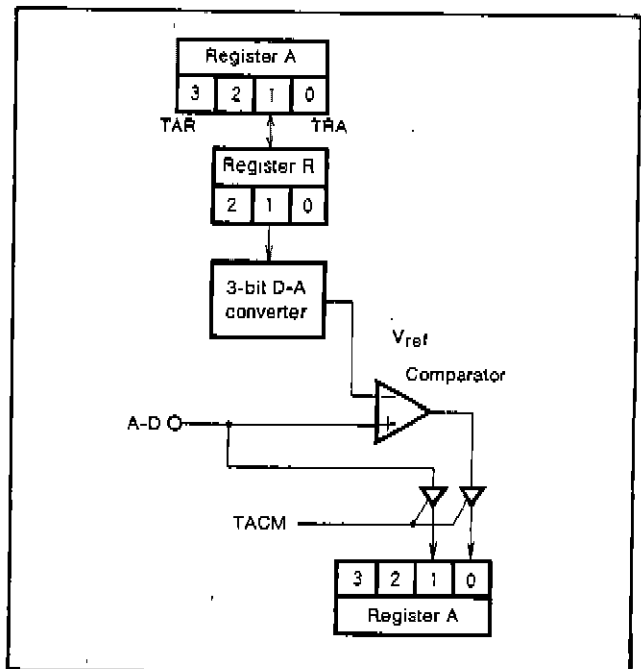 Register A
3 2 1 0
TAR TRA
Register R
2 1 0
3-bit D-A
converter
Vref
Comparator
−
+
A-D
TACM
3 2 1 0
Register A